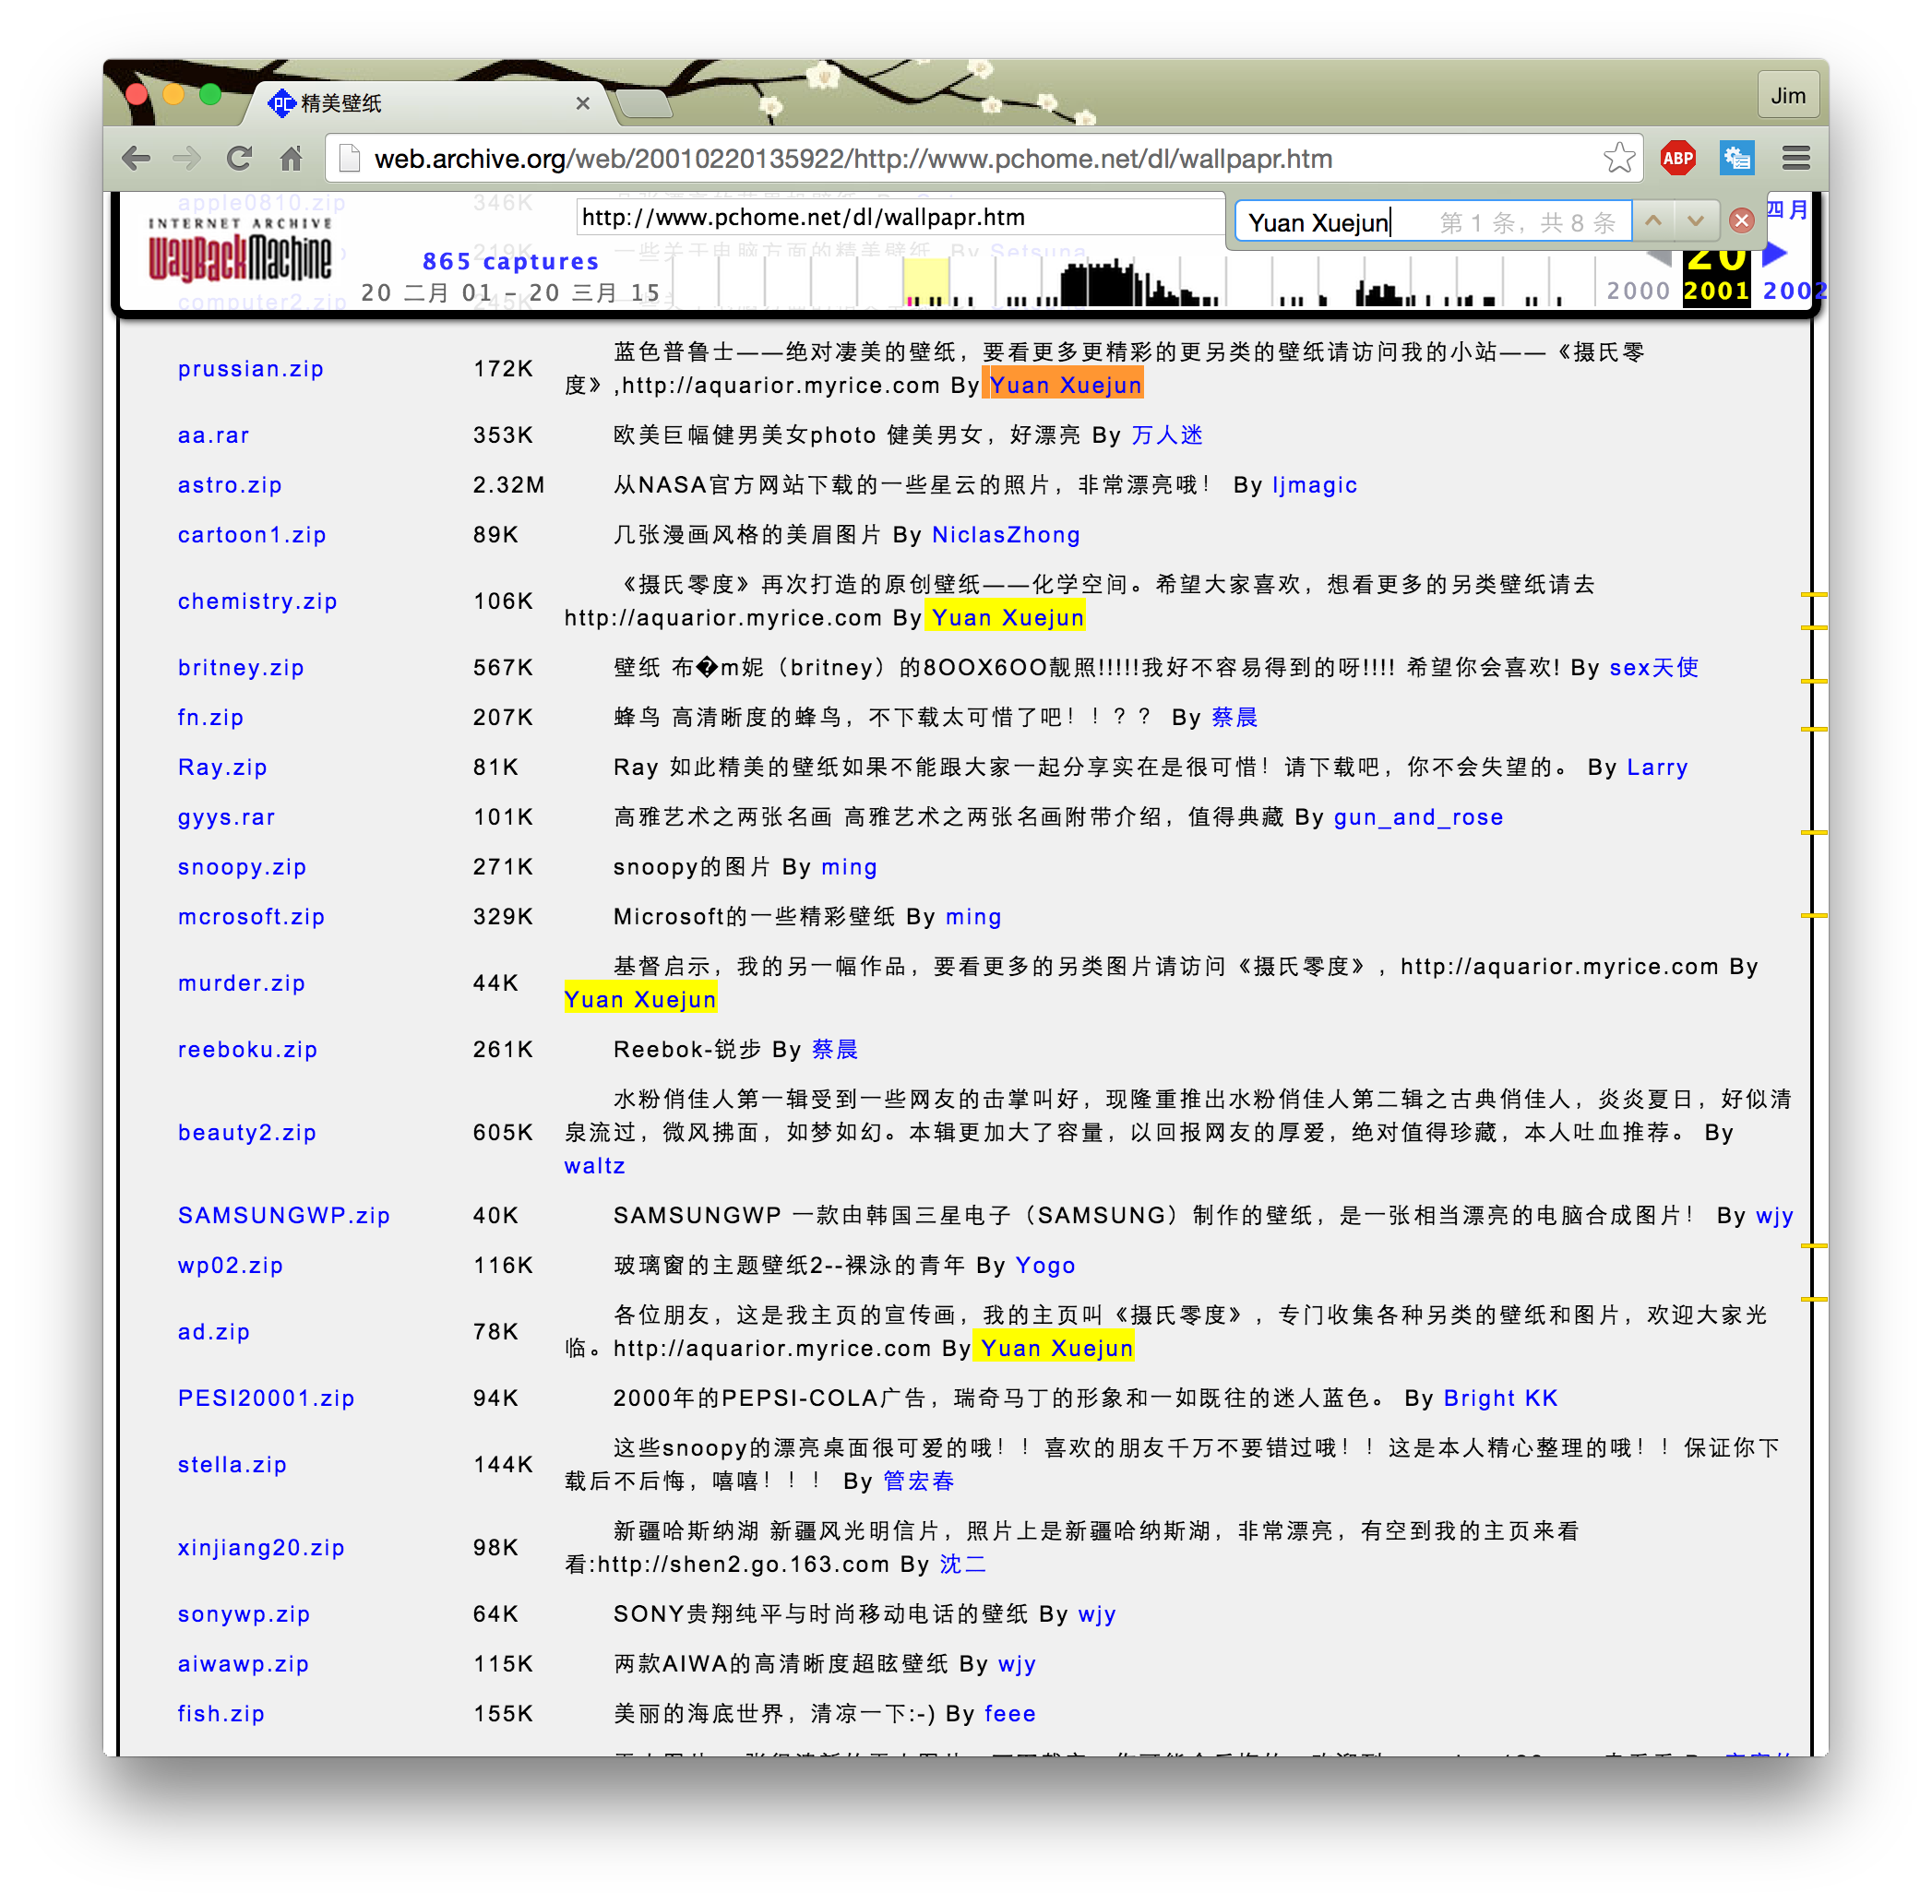 精美壁纸
Jim
web.archive.org/web/20010220135922/http://www.pchome.net/dl/wallpapr.htm
ABP
apple0810.zip 346K
INTERNET ARCHIVE
WayBackMachine
http://www.pchome.net/dl/wallpapr.htm
Yuan Xuejun 第 1 条，共 8 条
四月
219K 一些关于电脑方面的精美壁纸 By Setsuna
865 captures
20 二月 01 - 20 三月 15
computer2.zip 245K
2000 20 2001 2002
prussian.zip 172K 蓝色普鲁士——绝对凄美的壁纸，要看更多更精彩的更另类的壁纸请访问我的小站——《摄氏零
度》,http://aquarior.myrice.com By Yuan Xuejun
aa.rar 353K 欧美巨幅健男美女photo 健美男女，好漂亮 By 万人迷
astro.zip 2.32M 从NASA官方网站下载的一些星云的照片，非常漂亮哦！ By ljmagic
cartoon1.zip 89K 几张漫画风格的美眉图片 By NiclasZhong
chemistry.zip 106K 《摄氏零度》再次打造的原创壁纸——化学空间。希望大家喜欢，想看更多的另类壁纸请去
http://aquarior.myrice.com By Yuan Xuejun
britney.zip 567K 壁纸 布�m妮（britney）的8OOX6OO靓照!!!!!我好不容易得到的呀!!!! 希望你会喜欢! By sex天使
fn.zip 207K 蜂鸟 高清晰度的蜂鸟，不下载太可惜了吧！！？？ By 蔡晨
Ray.zip 81K Ray 如此精美的壁纸如果不能跟大家一起分享实在是很可惜！请下载吧，你不会失望的。 By Larry
gyys.rar 101K 高雅艺术之两张名画 高雅艺术之两张名画附带介绍，值得典藏 By gun_and_rose
snoopy.zip 271K snoopy的图片 By ming
mcrosoft.zip 329K Microsoft的一些精彩壁纸 By ming
murder.zip 44K 基督启示，我的另一幅作品，要看更多的另类图片请访问《摄氏零度》，http://aquarior.myrice.com By
Yuan Xuejun
reeboku.zip 261K Reebok-锐步 By 蔡晨
beauty2.zip 605K 水粉俏佳人第一辑受到一些网友的击掌叫好，现隆重推出水粉俏佳人第二辑之古典俏佳人，炎炎夏日，好似清
泉流过，微风拂面，如梦如幻。本辑更加大了容量，以回报网友的厚爱，绝对值得珍藏，本人吐血推荐。 By
waltz
SAMSUNGWP.zip 40K SAMSUNGWP 一款由韩国三星电子（SAMSUNG）制作的壁纸，是一张相当漂亮的电脑合成图片！ By wjy
wp02.zip 116K 玻璃窗的主题壁纸2--裸泳的青年 By Yogo
ad.zip 78K 各位朋友，这是我主页的宣传画，我的主页叫《摄氏零度》，专门收集各种另类的壁纸和图片，欢迎大家光
临。http://aquarior.myrice.com By Yuan Xuejun
PESI20001.zip 94K 2000年的PEPSI-COLA广告，瑞奇马丁的形象和一如既往的迷人蓝色。 By Bright KK
stella.zip 144K 这些snoopy的漂亮桌面很可爱的哦！！喜欢的朋友千万不要错过哦！！这是本人精心整理的哦！！保证你下
载后不后悔，嘻嘻！！！ By 管宏春
xinjiang20.zip 98K 新疆哈斯纳湖 新疆风光明信片，照片上是新疆哈纳斯湖，非常漂亮，有空到我的主页来看
看:http://shen2.go.163.com By 沈二
sonywp.zip 64K SONY贵翔纯平与时尚移动电话的壁纸 By wjy
aiwawp.zip 115K 两款AIWA的高清晰度超眩壁纸 By wjy
fish.zip 155K 美丽的海底世界，清凉一下:-) By feee